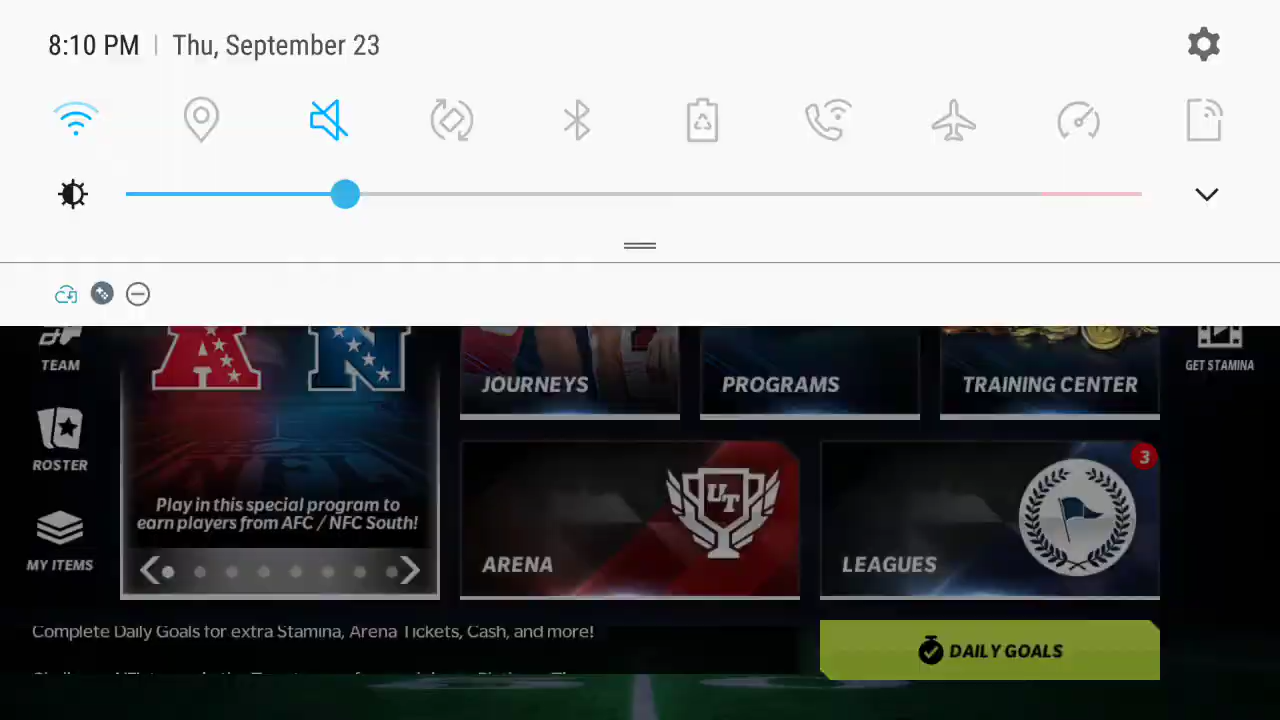 8:10 PM | Thu, September 23
TEAM
JOURNEYS
PROGRAMS
TRAINING CENTER
GET STAMINA
A
N
ROSTER
3
UT
Play in this special program to
earn players from AFC / NFC South!
ARENA
LEAGUES
MY ITEMS
Complete Daily Goals for extra Stamina, Arena Tickets, Cash, and more!
DAILY GOALS